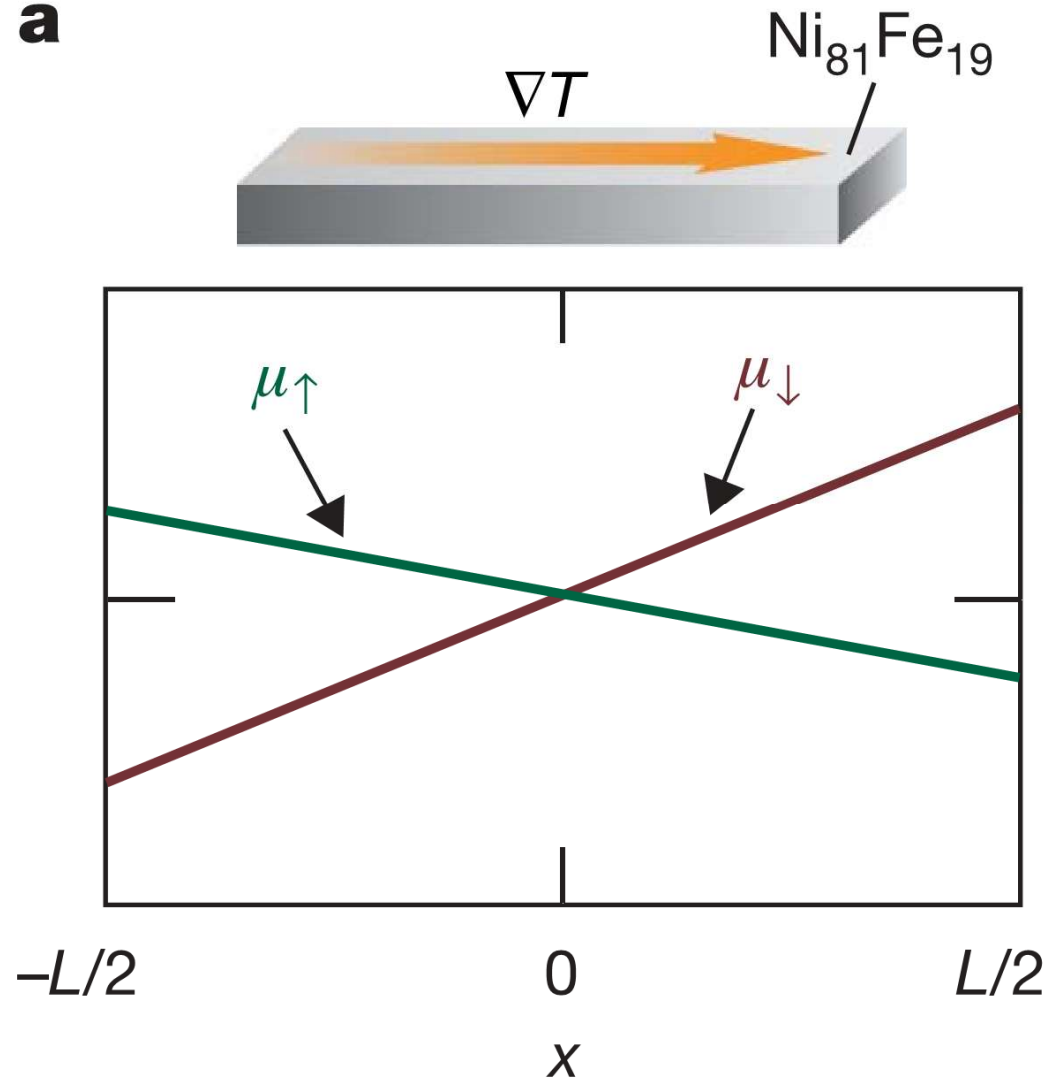 a
Ni₈₁Fe₁₉
∇T
μ↑
μ↓
–L/2 0 L/2
x